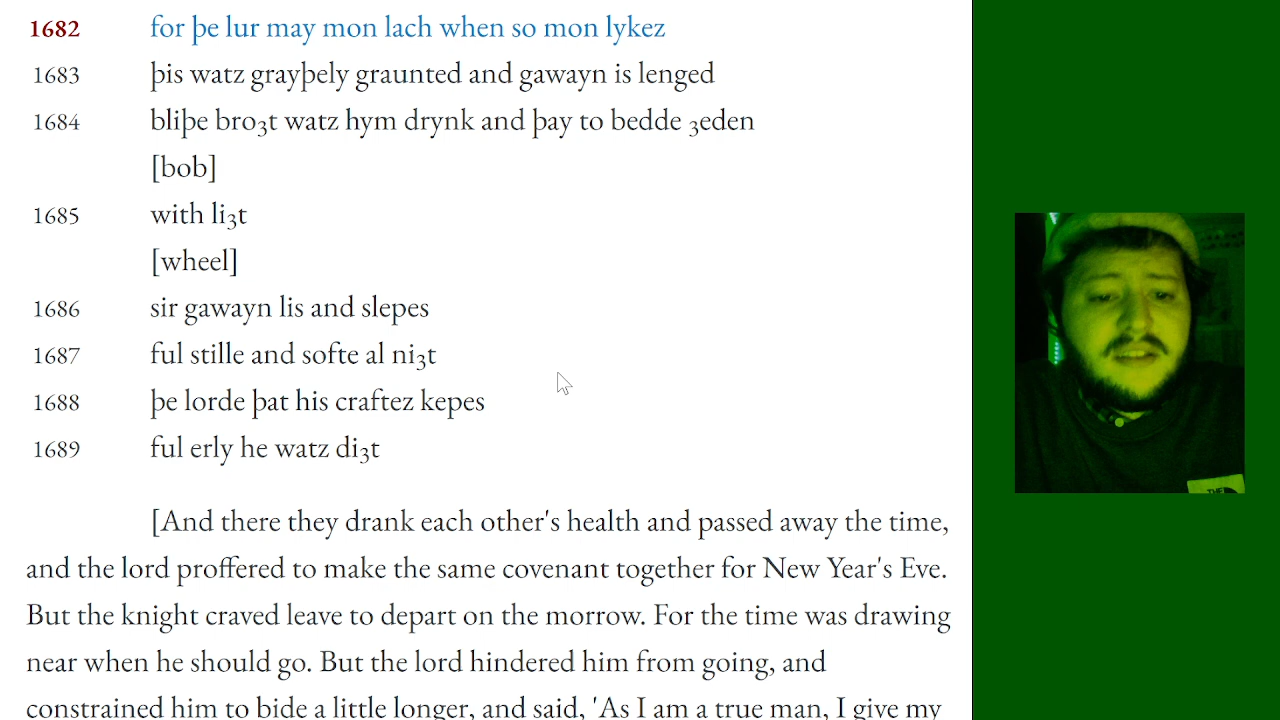 1682 for þe lur may mon lach when so mon lykez
1683 þis watz grayþely graunted and gawayn is lenged
1684 bliþe broȝt watz hym drynk and þay to bedde ȝeden
[bob]
1685 with liȝt
[wheel]
1686 sir gawayn lis and slepes
1687 ful stille and softe al niȝt
1688 þe lorde þat his craftez kepes
1689 ful erly he watz diȝt
[And there they drank each other's health and passed away the time,
and the lord proffered to make the same covenant together for New Year's Eve.
But the knight craved leave to depart on the morrow. For the time was drawing
near when he should go. But the lord hindered him from going, and
constrained him to bide a little longer, and said, 'As I am a true man, I give my
THE